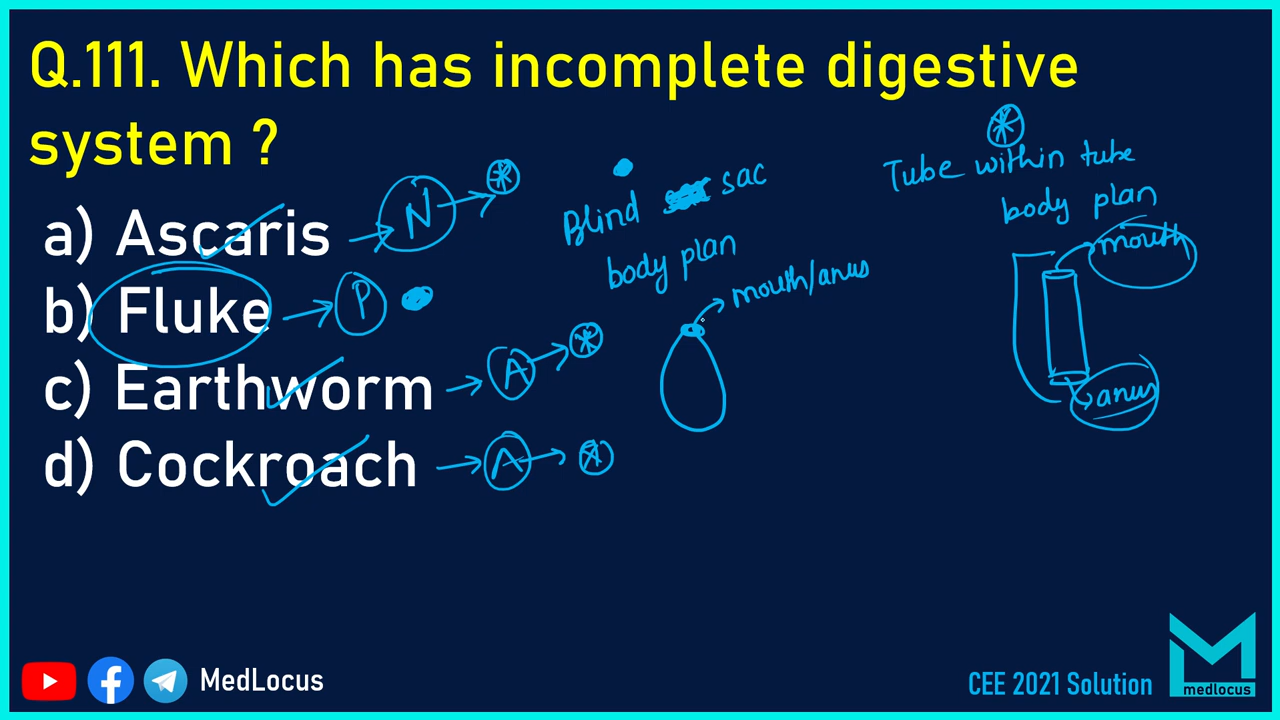 Q.111. Which has incomplete digestive
system ?
a) Ascaris → N → *
b) Fluke → P
c) Earthworm → A → *
d) Cockroach → A → *
Blind sac
body plan
mouth/anus
*
Tube within tube
body plan
mouth
anus
MedLocus
CEE 2021 Solution
M
medlocus